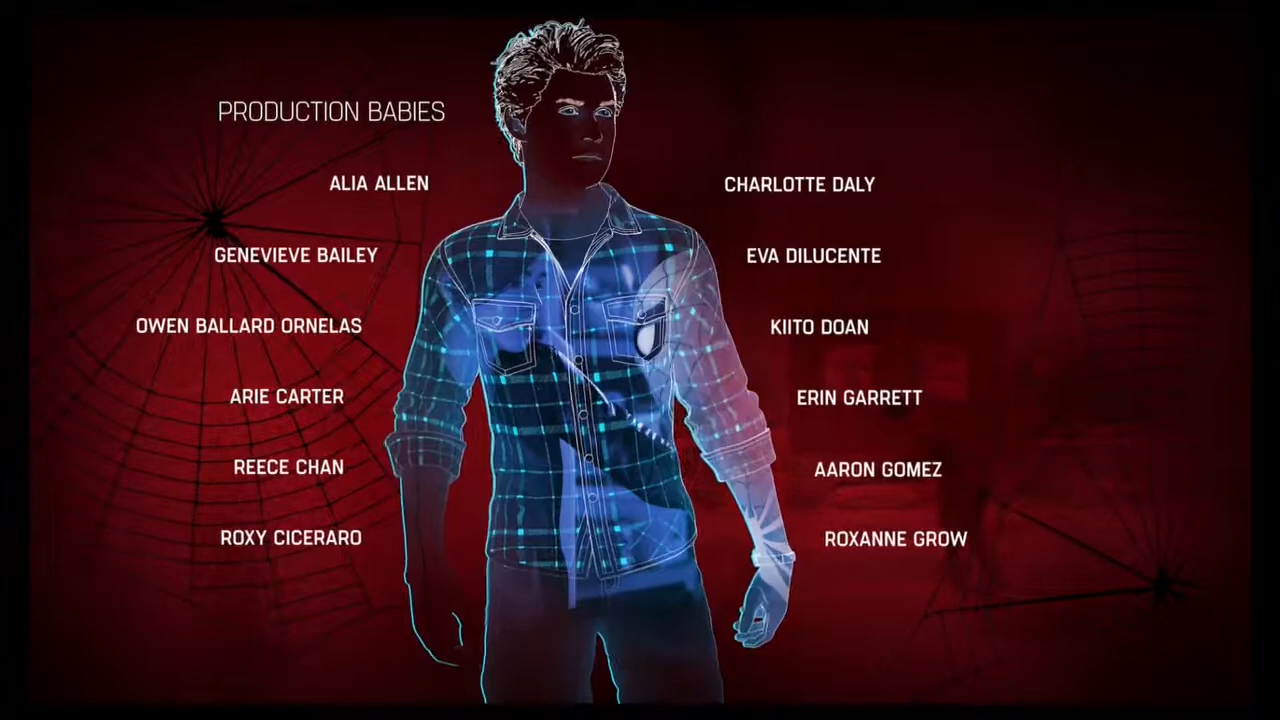 PRODUCTION BABIES
ALIA ALLEN
GENEVIEVE BAILEY
OWEN BALLARD ORNELAS
ARIE CARTER
REECE CHAN
ROXY CICERARO
CHARLOTTE DALY
EVA DILUCENTE
KIITO DOAN
ERIN GARRETT
AARON GOMEZ
ROXANNE GROW